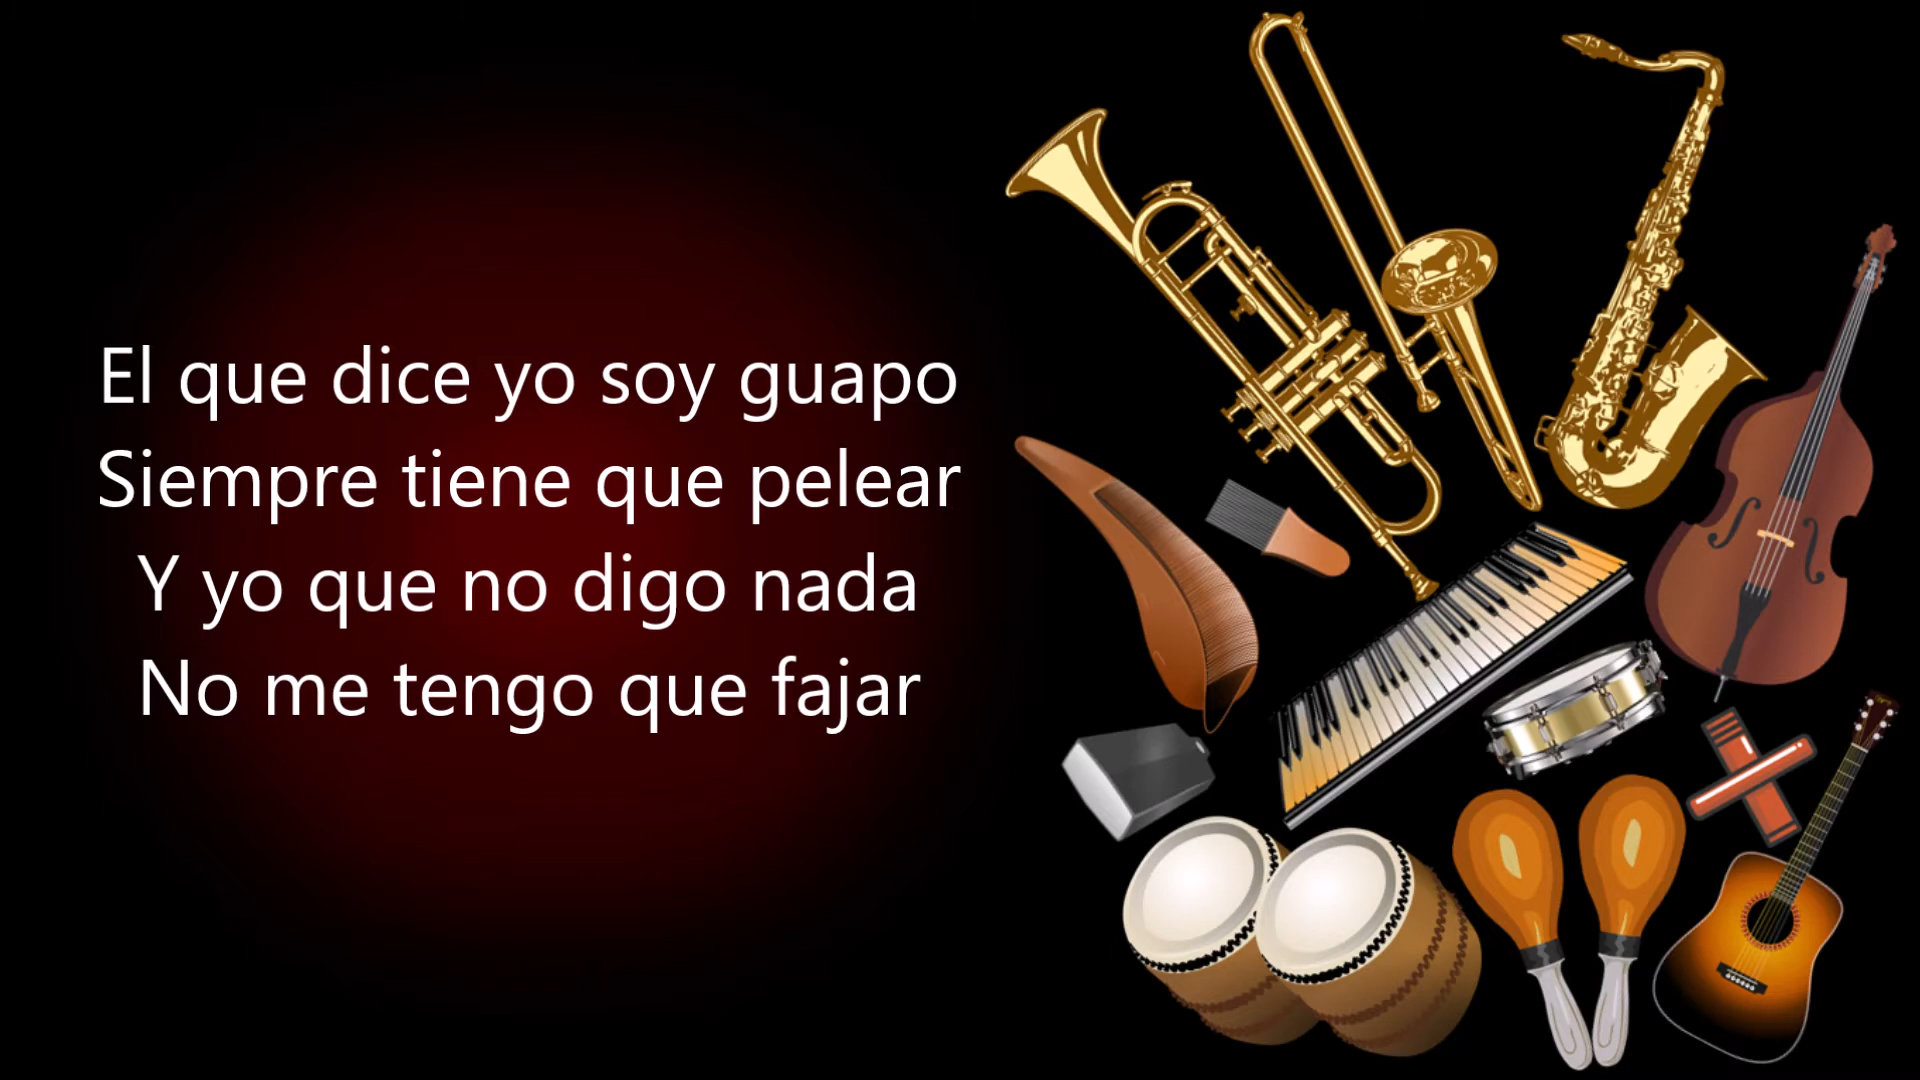 El que dice yo soy guapo
Siempre tiene que pelear
Y yo que no digo nada
No me tengo que fajar